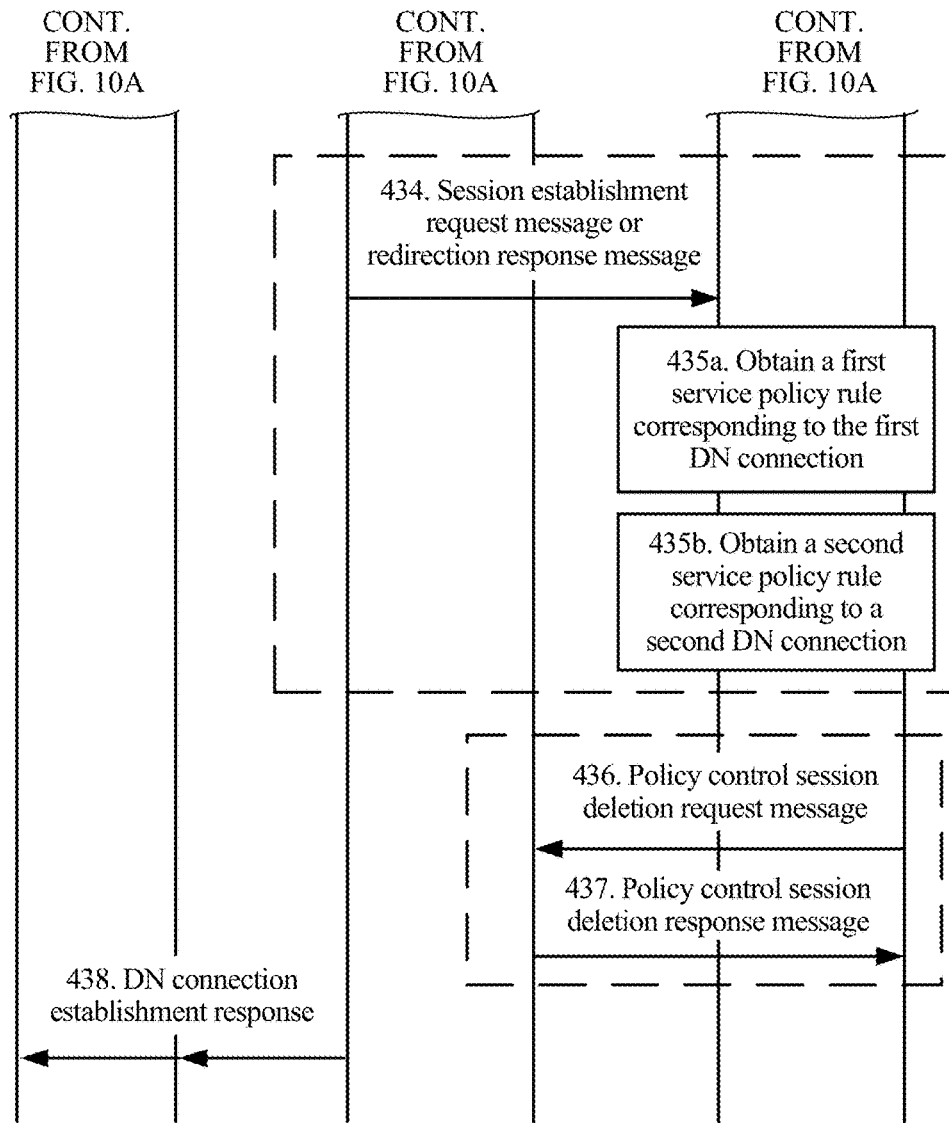 CONT.
FROM
FIG. 10A
CONT.
FROM
FIG. 10A
CONT.
FROM
FIG. 10A
434. Session establishment
request message or
redirection response message
435a. Obtain a first
service policy rule
corresponding to the first
DN connection
435b. Obtain a second
service policy rule
corresponding to a
second DN connection
436. Policy control session
deletion request message
437. Policy control session
deletion response message
438. DN connection
establishment response